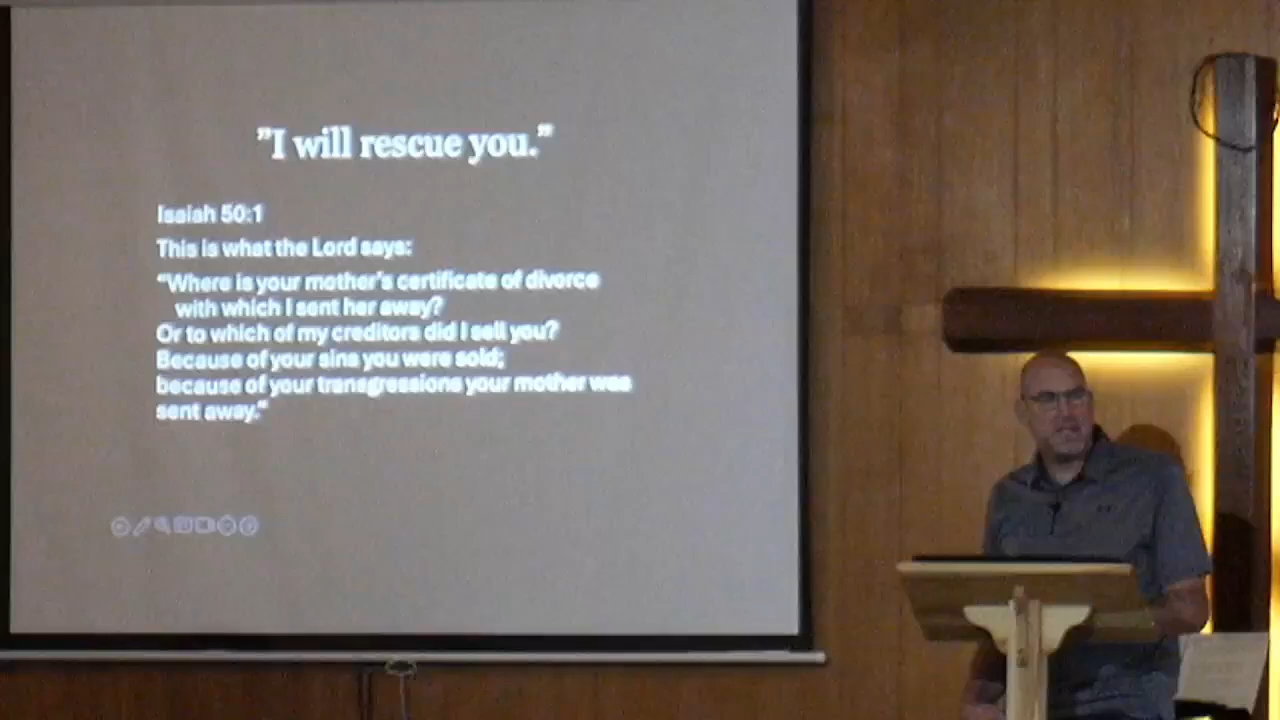 ”I will rescue you.”
Isaiah 50:1
This is what the Lord says:
“Where is your mother’s certificate of divorce
with which I sent her away?
Or to which of my creditors did I sell you?
Because of your sins you were sold;
because of your transgressions your mother was
sent away.”